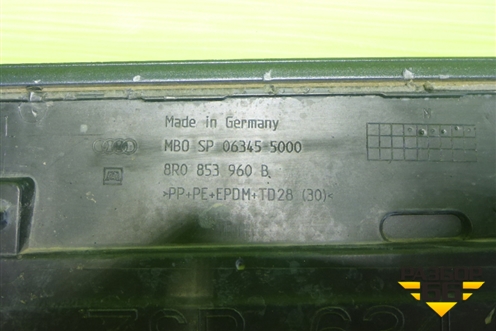 Made in Germany
MBO SP 06345 5000
8R0 853 960 B
>PP+PE+EPDM+TD28 (30)<